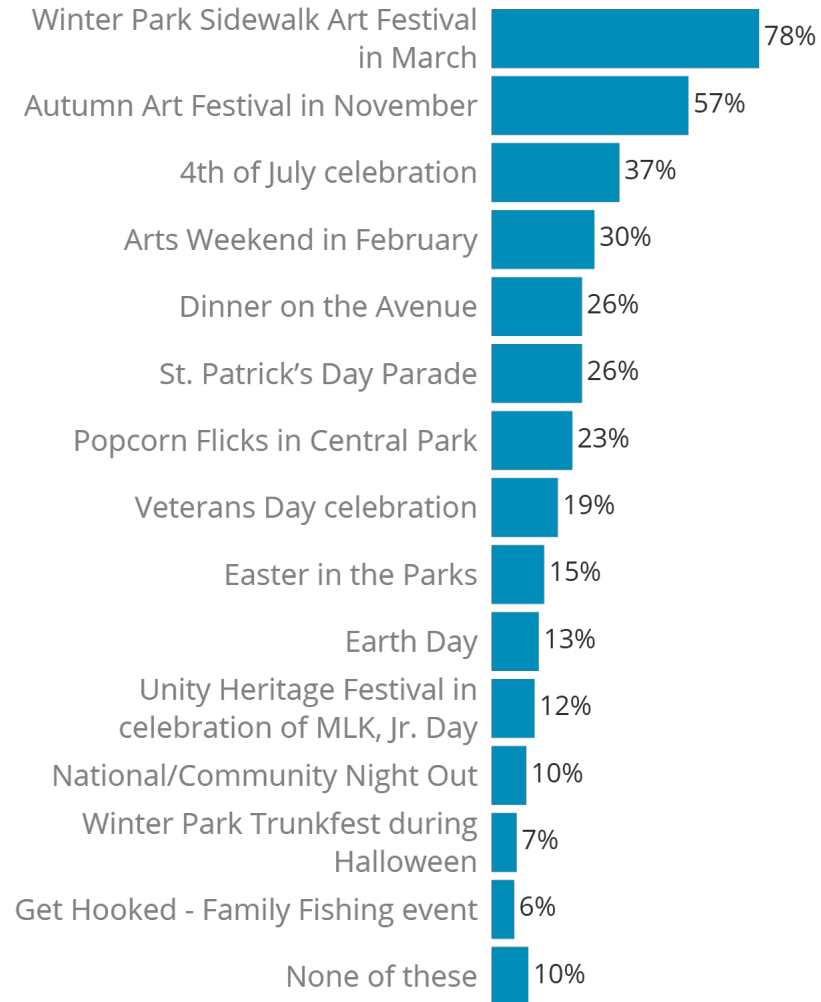 Winter Park Sidewalk Art Festival
in March
78%
Autumn Art Festival in November
57%
4th of July celebration
37%
Arts Weekend in February
30%
Dinner on the Avenue
26%
St. Patrick’s Day Parade
26%
Popcorn Flicks in Central Park
23%
Veterans Day celebration
19%
Easter in the Parks
15%
Earth Day
13%
Unity Heritage Festival in
celebration of MLK, Jr. Day
12%
National/Community Night Out
10%
Winter Park Trunkfest during
Halloween
7%
Get Hooked - Family Fishing event
6%
None of these
10%